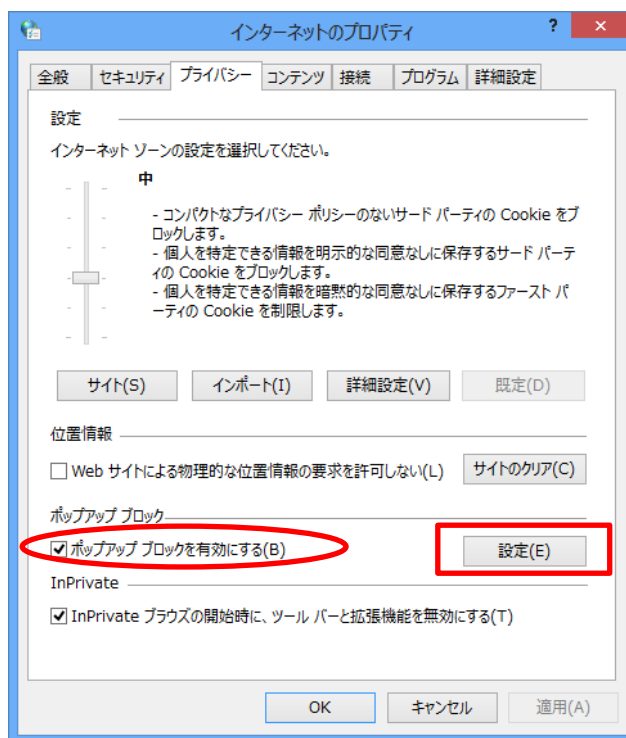 インターネットのプロパティ ? ×
全般 セキュリティ プライバシー コンテンツ 接続 プログラム 詳細設定
設定
インターネット ゾーンの設定を選択してください。
中
- コンパクトなプライバシー ポリシーのないサード パーティの Cookie をブ
ロックします。
- 個人を特定できる情報を明示的な同意なしに保存するサード パーテ
ィの Cookie をブロックします。
- 個人を特定できる情報を暗黙的な同意なしに保存するファースト パ
ーティの Cookie を制限します。
サイト(S) インポート(I) 詳細設定(V) 既定(D)
位置情報
Web サイトによる物理的な位置情報の要求を許可しない(L) サイトのクリア(C)
ポップアップ ブロック
ポップアップ ブロックを有効にする(B) 設定(E)
InPrivate
InPrivate ブラウズの開始時に、ツール バーと拡張機能を無効にする(T)
OK キャンセル 適用(A)